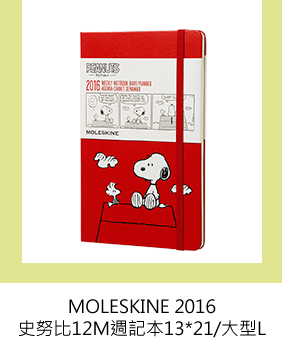 PEANUTS
2016 WEEKLY NOTEBOOK DIARY/PLANNER
AGENDA-CARNET SEMAINIER
MOLESKINE
MOLESKINE 2016
史努比12M週記本13*21/大型L